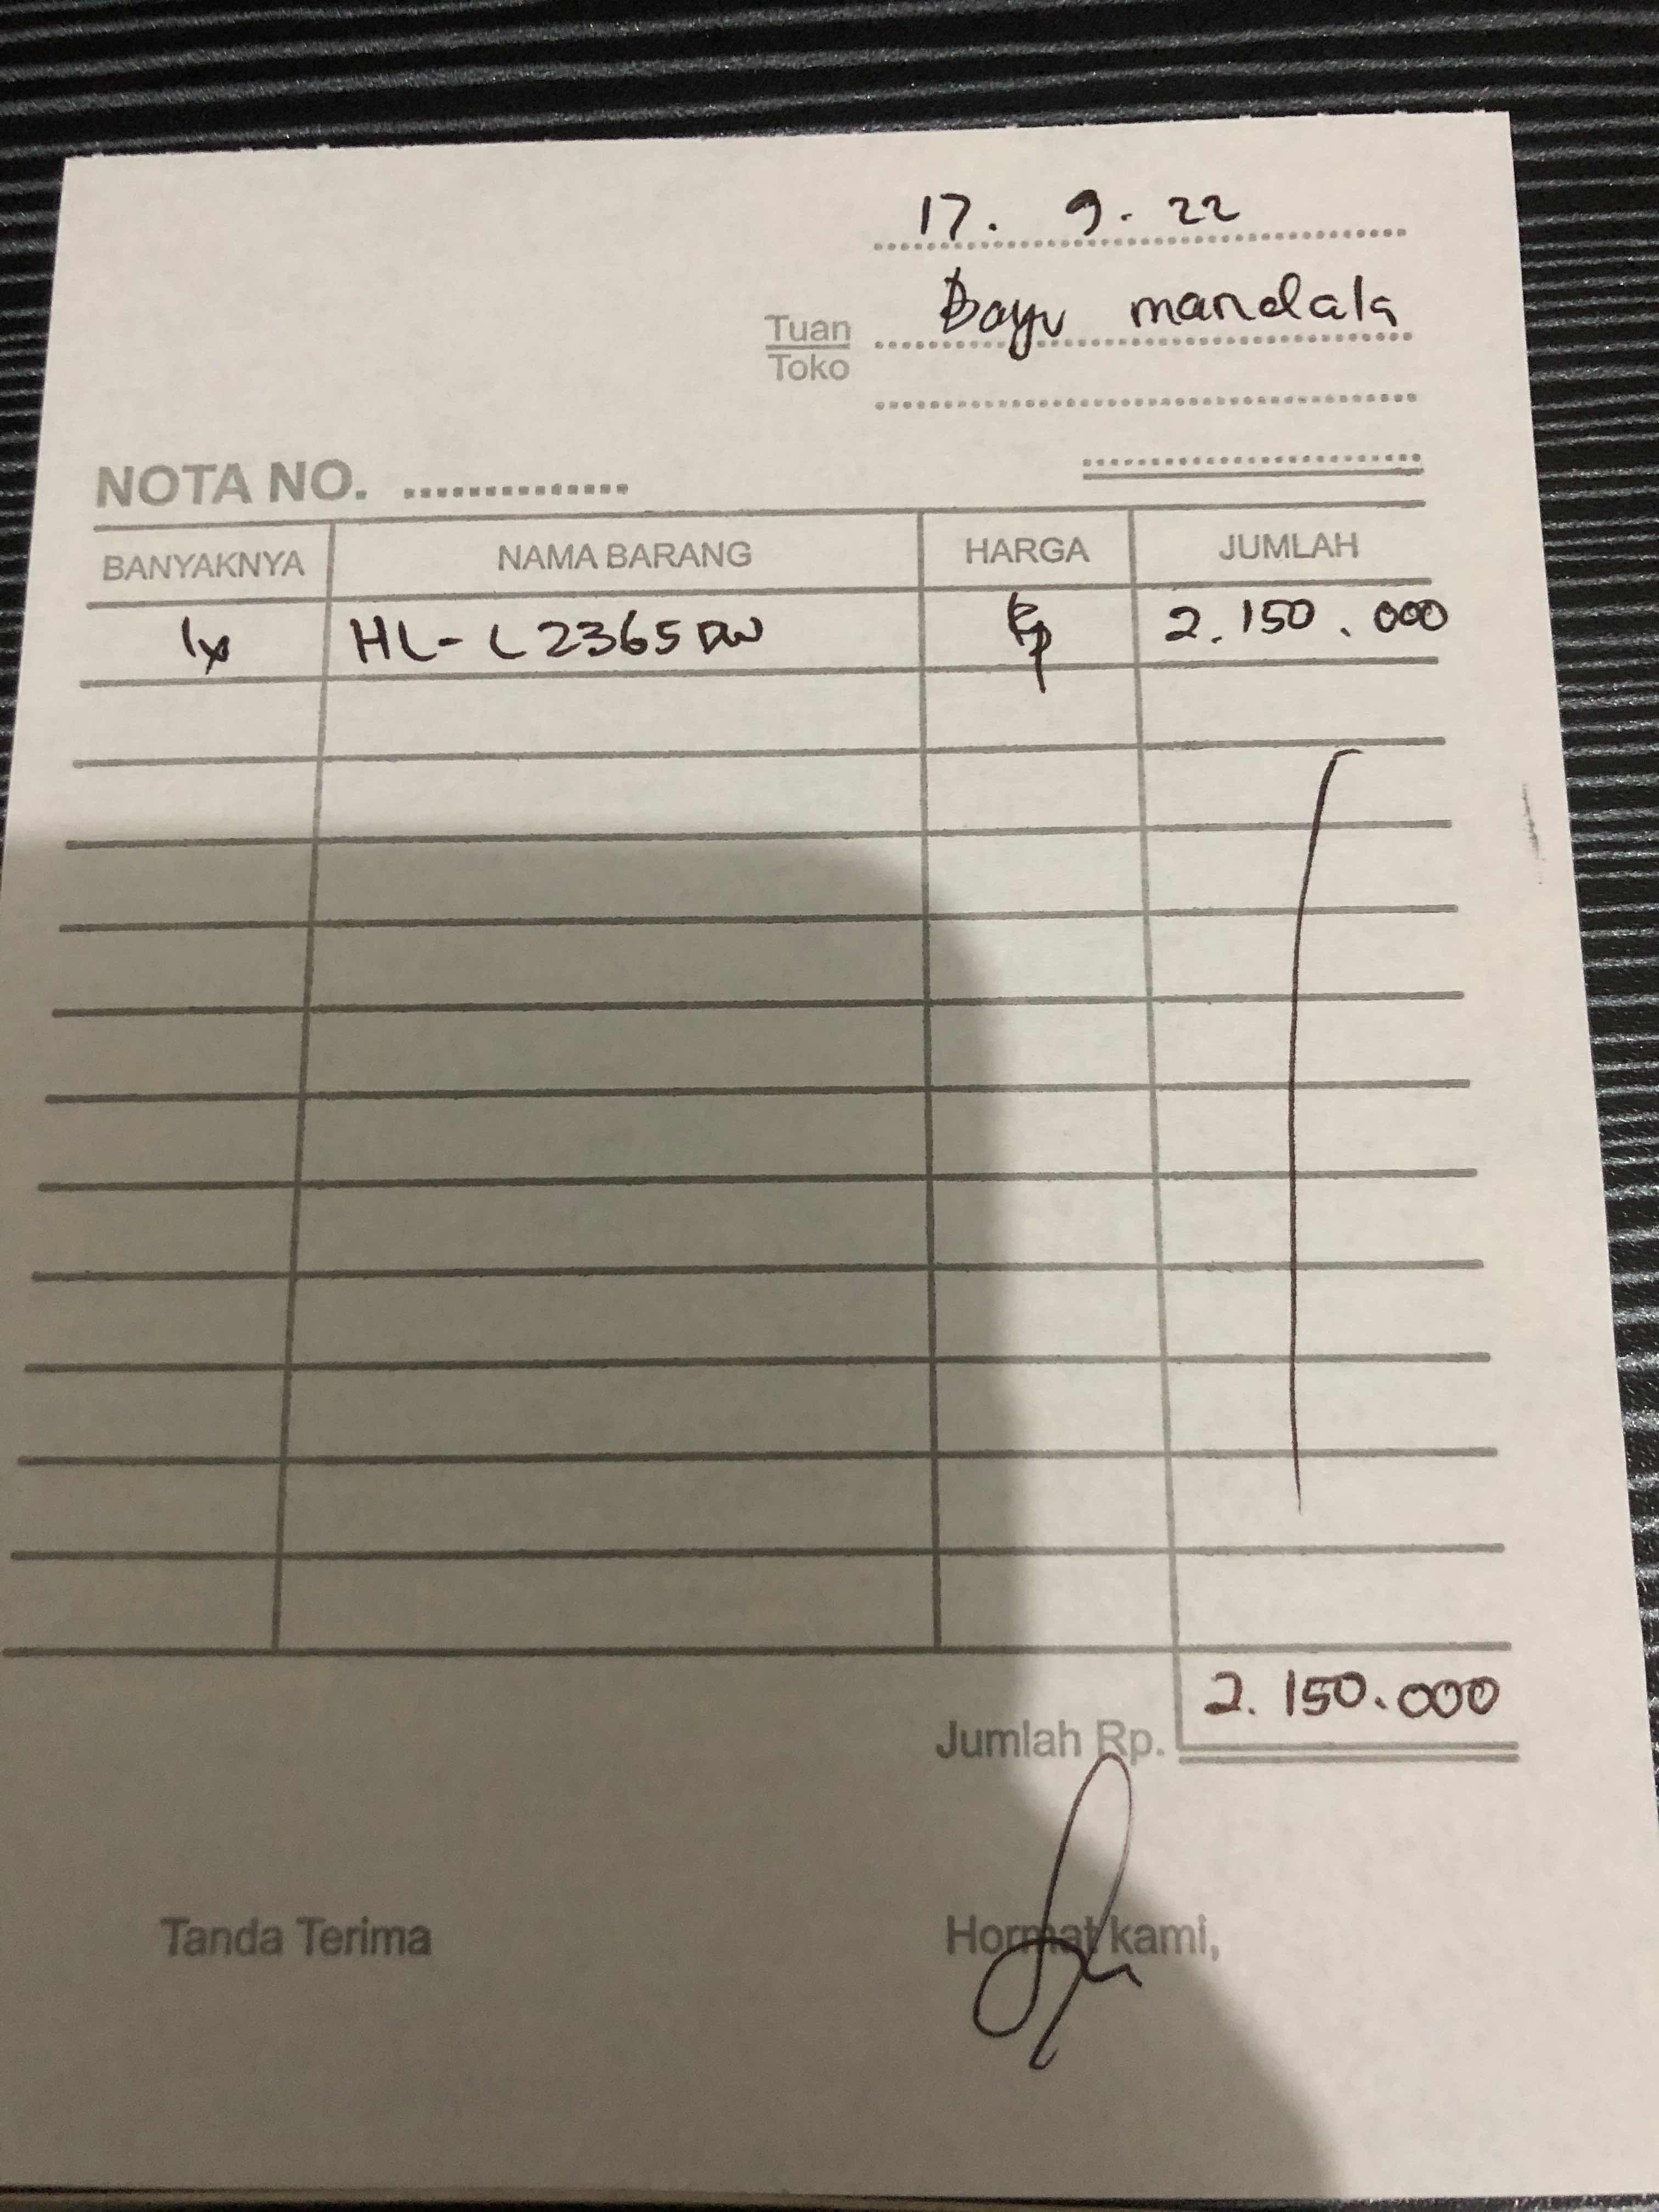 17. 9. 22
Tuan Bayu mandala
Toko
NOTA NO. ...............
BANYAKNYA NAMA BARANG HARGA JUMLAH
1x HL-L2365DW Rp 2.150.000
Jumlah Rp. 2.150.000
Tanda Terima Hormat kami,